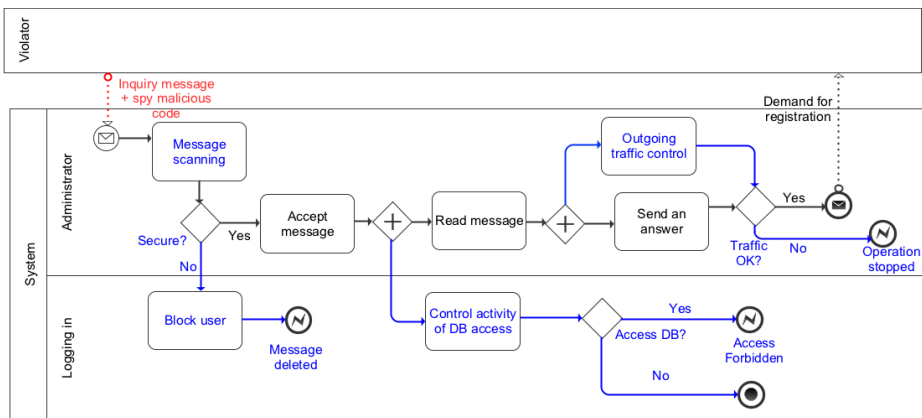 Violator
Inquiry message
+ spy malicious
code
Demand for
registration
System
Administrator
Message
scanning
Secure?
Yes
No
Accept
message
Read message
Outgoing
traffic control
Send an
answer
Yes
Traffic
OK?
No
Operation
stopped
Logging in
Block user
Message
deleted
Control activity
of DB access
Access DB?
Yes
Access
Forbidden
No